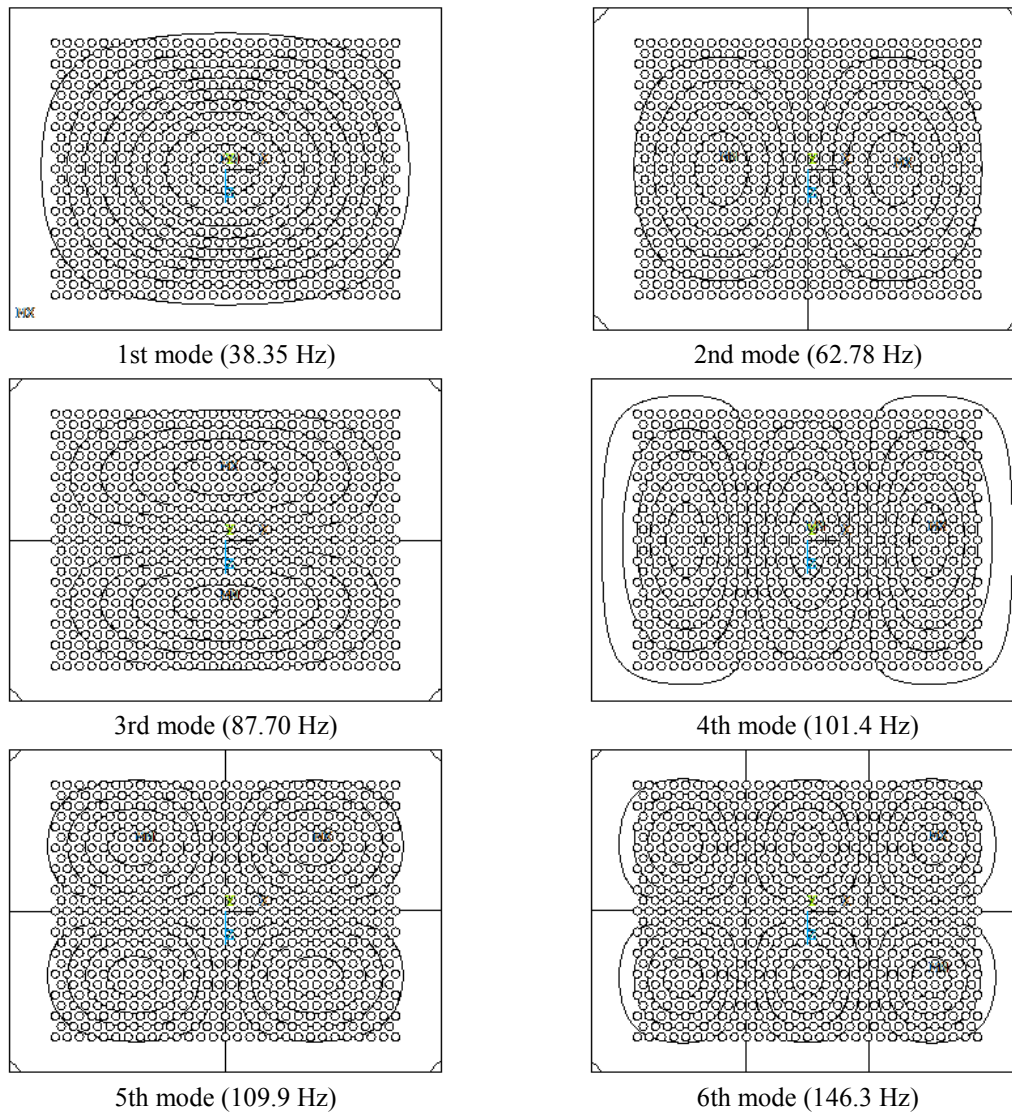 MX
1st mode (38.35 Hz)
2nd mode (62.78 Hz)
3rd mode (87.70 Hz)
4th mode (101.4 Hz)
5th mode (109.9 Hz)
6th mode (146.3 Hz)